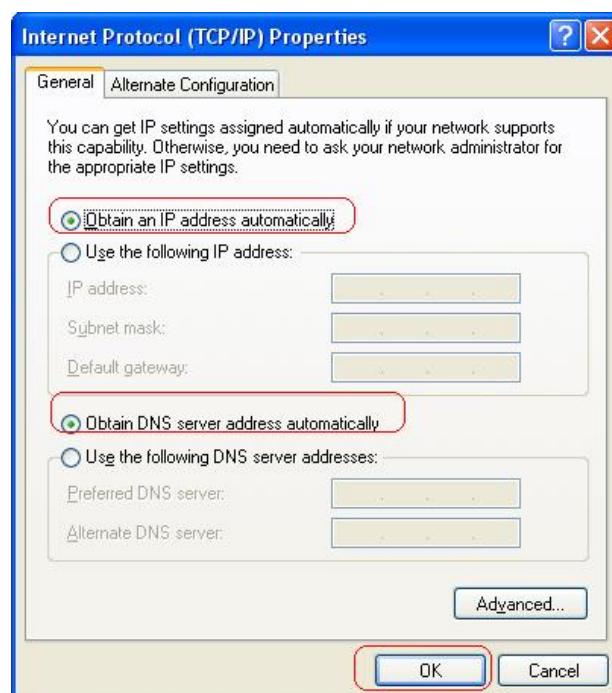 Internet Protocol (TCP/IP) Properties
General
Alternate Configuration
You can get IP settings assigned automatically if your network supports
this capability. Otherwise, you need to ask your network administrator for
the appropriate IP settings.
Obtain an IP address automatically
Use the following IP address:
IP address:
Subnet mask:
Default gateway:
Obtain DNS server address automatically
Use the following DNS server addresses:
Preferred DNS server:
Alternate DNS server:
Advanced...
OK
Cancel